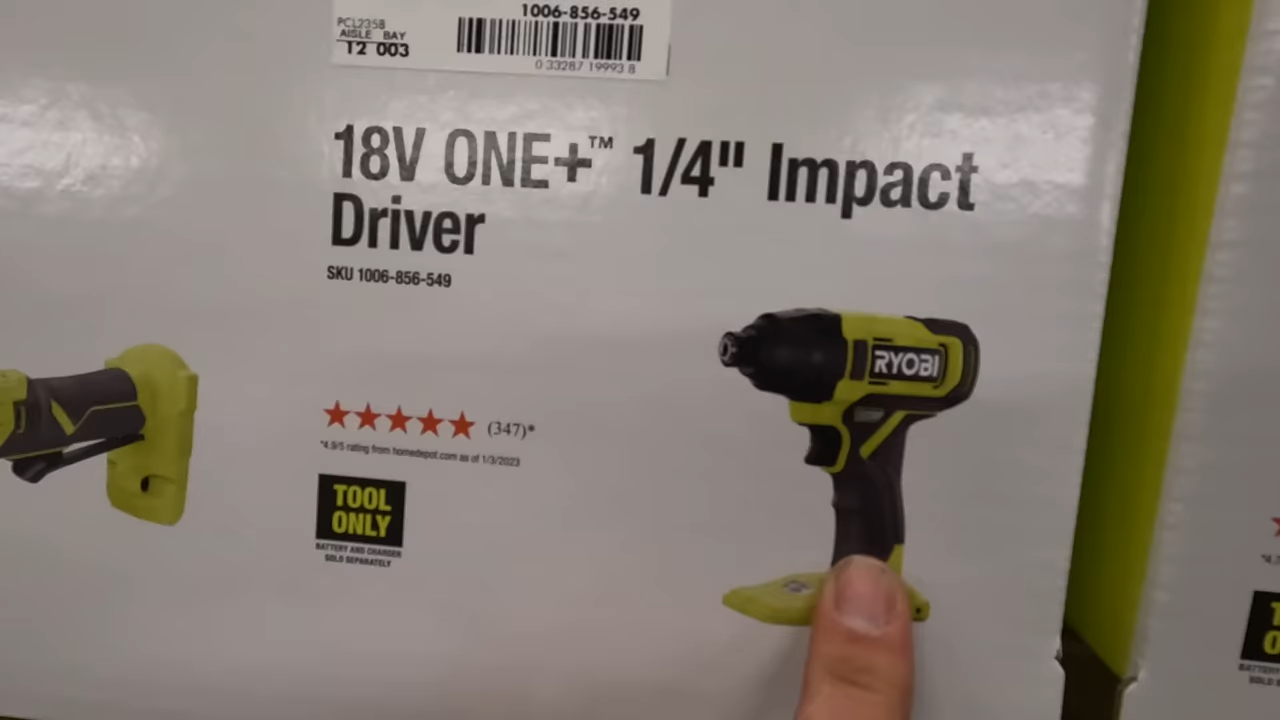 1006-856-549
PCL235B
AISLE BAY
12 003
0 33287 19993 8
18V ONE+™ 1/4" Impact
Driver
SKU 1006-856-549
RYOBI
(347)*
*4.9/5 rating from homedepot.com as of 1/3/2023
TOOL
ONLY
BATTERY AND CHARGER
SOLD SEPARATELY